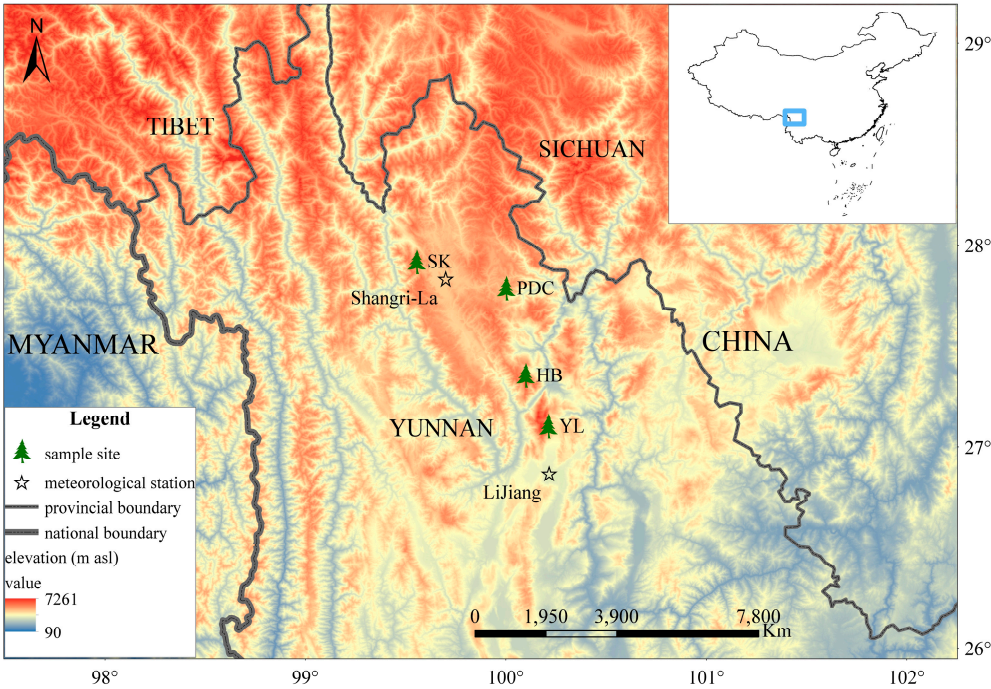 N
29°
TIBET
SICHUAN
28°
SK
PDC
Shangri-La
MYANMAR
CHINA
HB
Legend
YUNNAN
YL
sample site
27°
meteorological station
LiJiang
provincial boundary
national boundary
elevation (m asl)
value
7261
90
0 1,950 3,900 7,800
Km
26°
98° 99° 100° 101° 102°